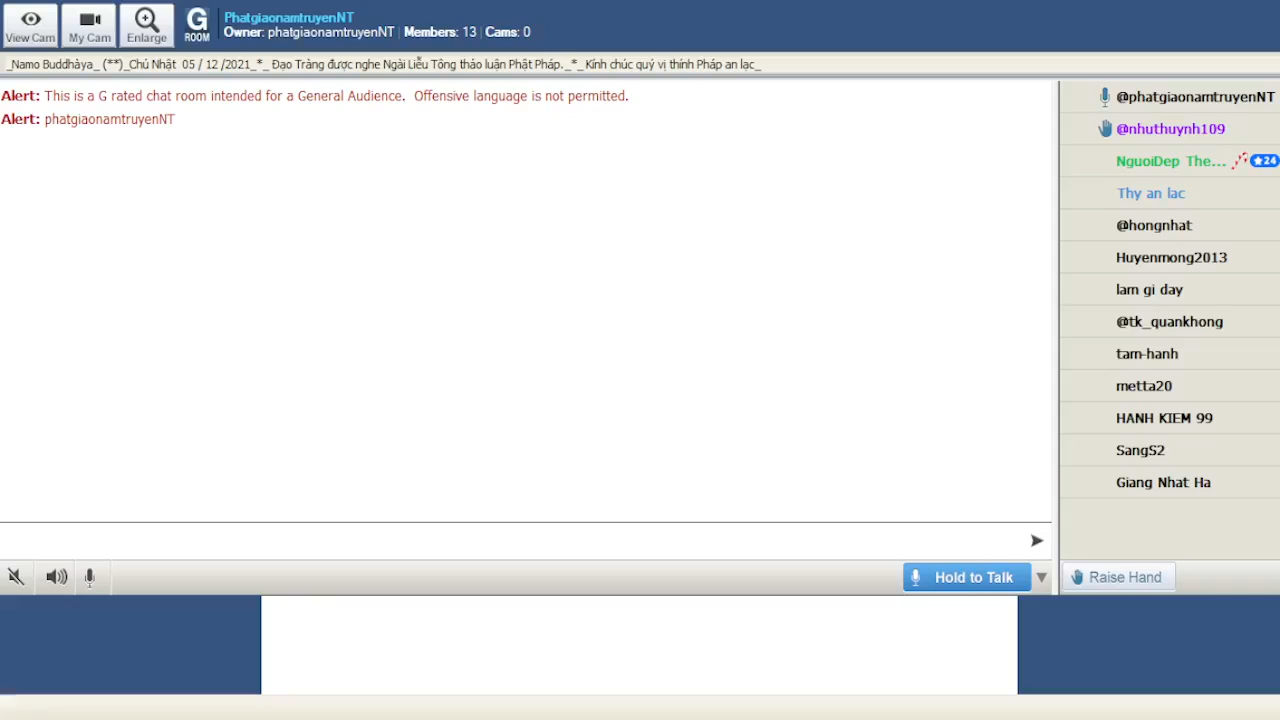 View Cam
My Cam
Enlarge
G
ROOM
PhatgiaonamtruyenNT
Owner: phatgiaonamtruyenNT | Members: 13 | Cams: 0
_Namo Buddhàya_ (**)_Chủ Nhật 05 / 12 /2021_*_ Đạo Tràng được nghe Ngài Liễu Tông thảo luận Phật Pháp._*_Kính chúc quý vị thính Pháp an lạc_
Alert: This is a G rated chat room intended for a General Audience. Offensive language is not permitted.
Alert: phatgiaonamtruyenNT
@phatgiaonamtruyenNT
@nhuthuynh109
NguoiDep The... 24
Thy an lac
@hongnhat
Huyenmong2013
lam gi day
@tk_quankhong
tam-hanh
metta20
HANH KIEM 99
SangS2
Giang Nhat Ha
Hold to Talk
Raise Hand